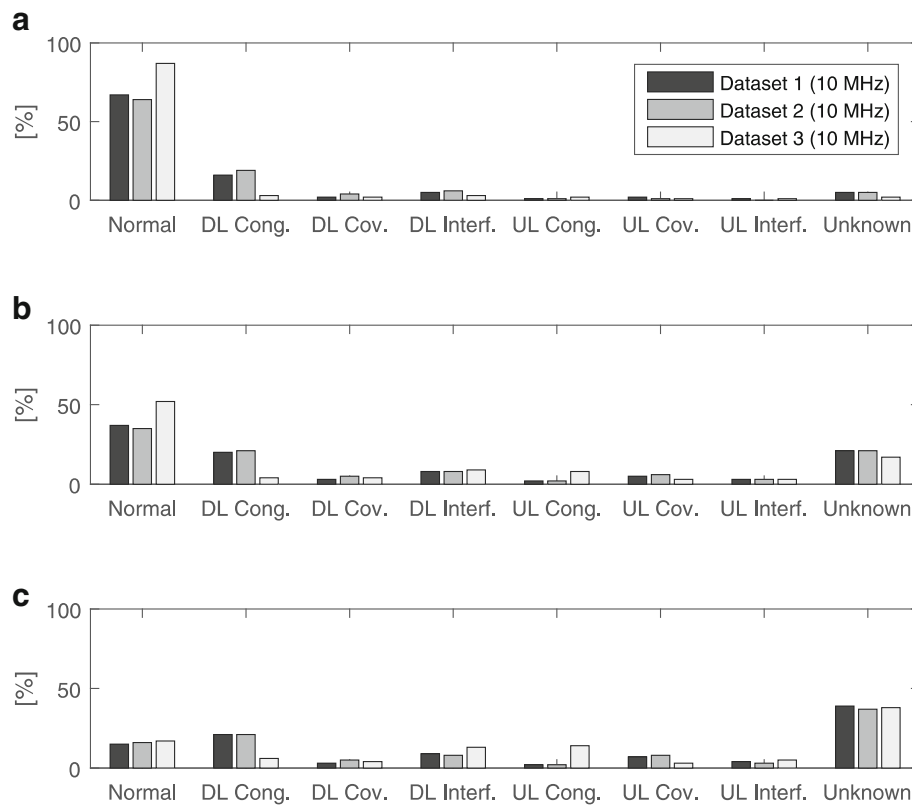 a
100
50
0
[%]
Dataset 1 (10 MHz)
Dataset 2 (10 MHz)
Dataset 3 (10 MHz)
Normal DL Cong. DL Cov. DL Interf. UL Cong. UL Cov. UL Interf. Unknown
b
100
50
0
[%]
Normal DL Cong. DL Cov. DL Interf. UL Cong. UL Cov. UL Interf. Unknown
c
100
50
0
[%]
Normal DL Cong. DL Cov. DL Interf. UL Cong. UL Cov. UL Interf. Unknown